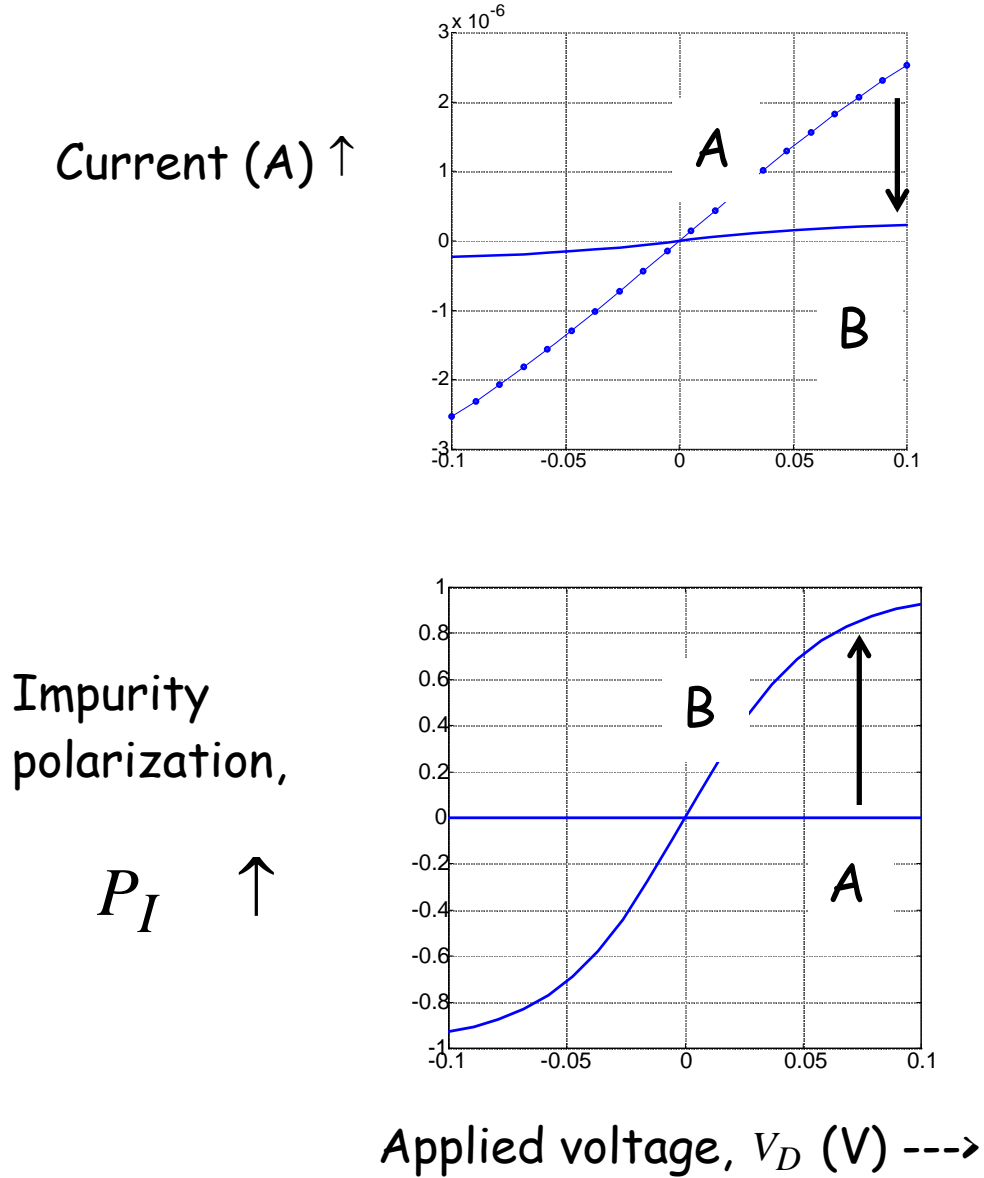 x 10-6
3
2
Current (A) ↑
A
1
0
-1
B
-2
-3
-0.1 -0.05 0 0.05 0.1
1
0.8
Impurity
0.6
B
polarization,
0.4
0.2
0
P_I ↑
-0.2
A
-0.4
-0.6
-0.8
-1
-0.1 -0.05 0 0.05 0.1
Applied voltage, V_D (V) --->